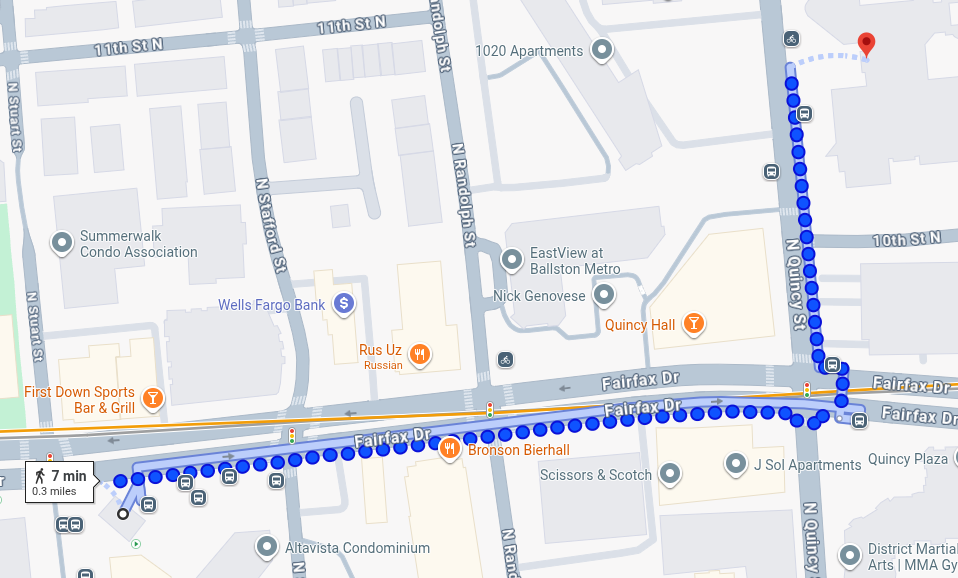 11th St N
11th St N
N Randolph St
1020 Apartments
N Stuart St
N Randolph St
N Stafford St
Summerwalk
Condo Association
EastView at
Ballston Metro
10th St N
N Quincy St
Nick Genovese
Wells Fargo Bank
$
Quincy Hall
N Stuart St
Rus Uz
Russian
First Down Sports
Bar & Grill
Fairfax Dr
Fairfax Dr
Fairfax Dr
Fairfax Dr
Fairfax Dr
Bronson Bierhall
7 min
0.3 miles
r
Scissors & Scotch
J Sol Apartments
Quincy Plaza
Altavista Condominium
N
N Ran
N Quincy
District Martial
Arts | MMA Gy